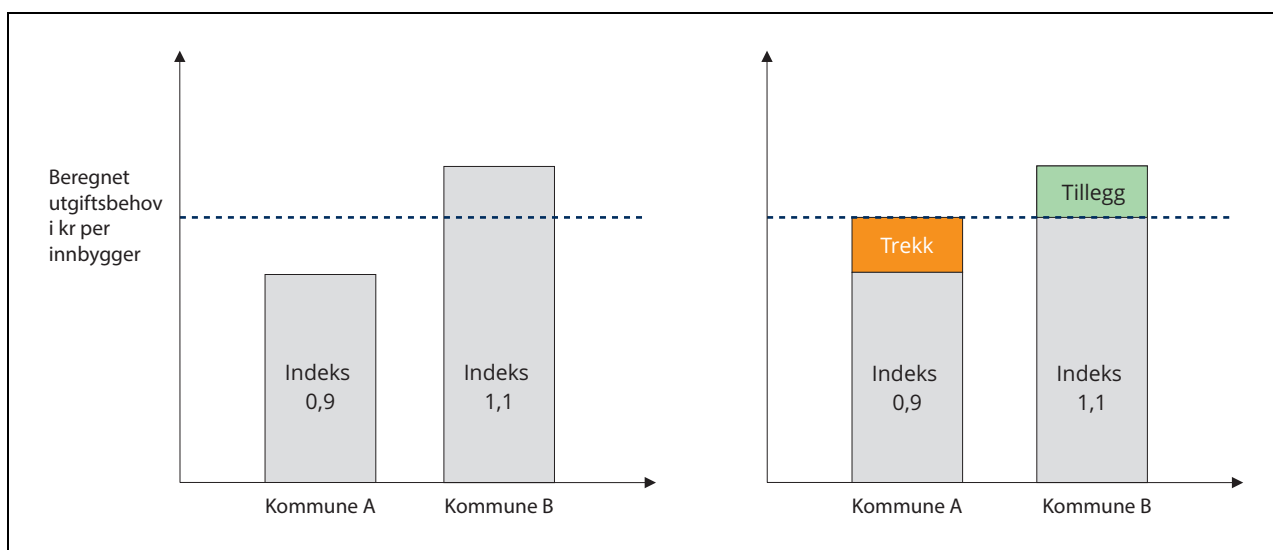 Beregnet
utgiftsbehov
i kr per
innbygger
Indeks
0,9
Indeks
1,1
Kommune A
Kommune B
Trekk
Tillegg
Indeks
0,9
Indeks
1,1
Kommune A
Kommune B